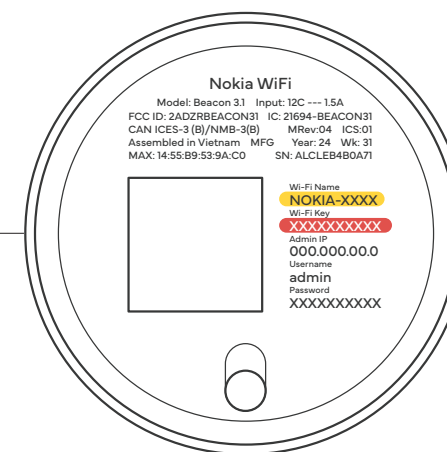 Nokia WiFi
Model: Beacon 3.1 Input: 12C --- 1.5A
FCC ID: 2ADZRBEACON31 IC: 21694-BEACON31
CAN ICES-3 (B)/NMB-3(B) MRev:04 ICS:01
Assembled in Vietnam MFG Year: 24 Wk: 31
MAX: 14:55:B9:53:9A:C0 SN: ALCLEB4B0A71
Wi-Fi Name
NOKIA-XXXX
Wi-Fi Key
XXXXXXXXXX
Admin IP
000.000.00.0
Username
admin
Password
XXXXXXXXXX